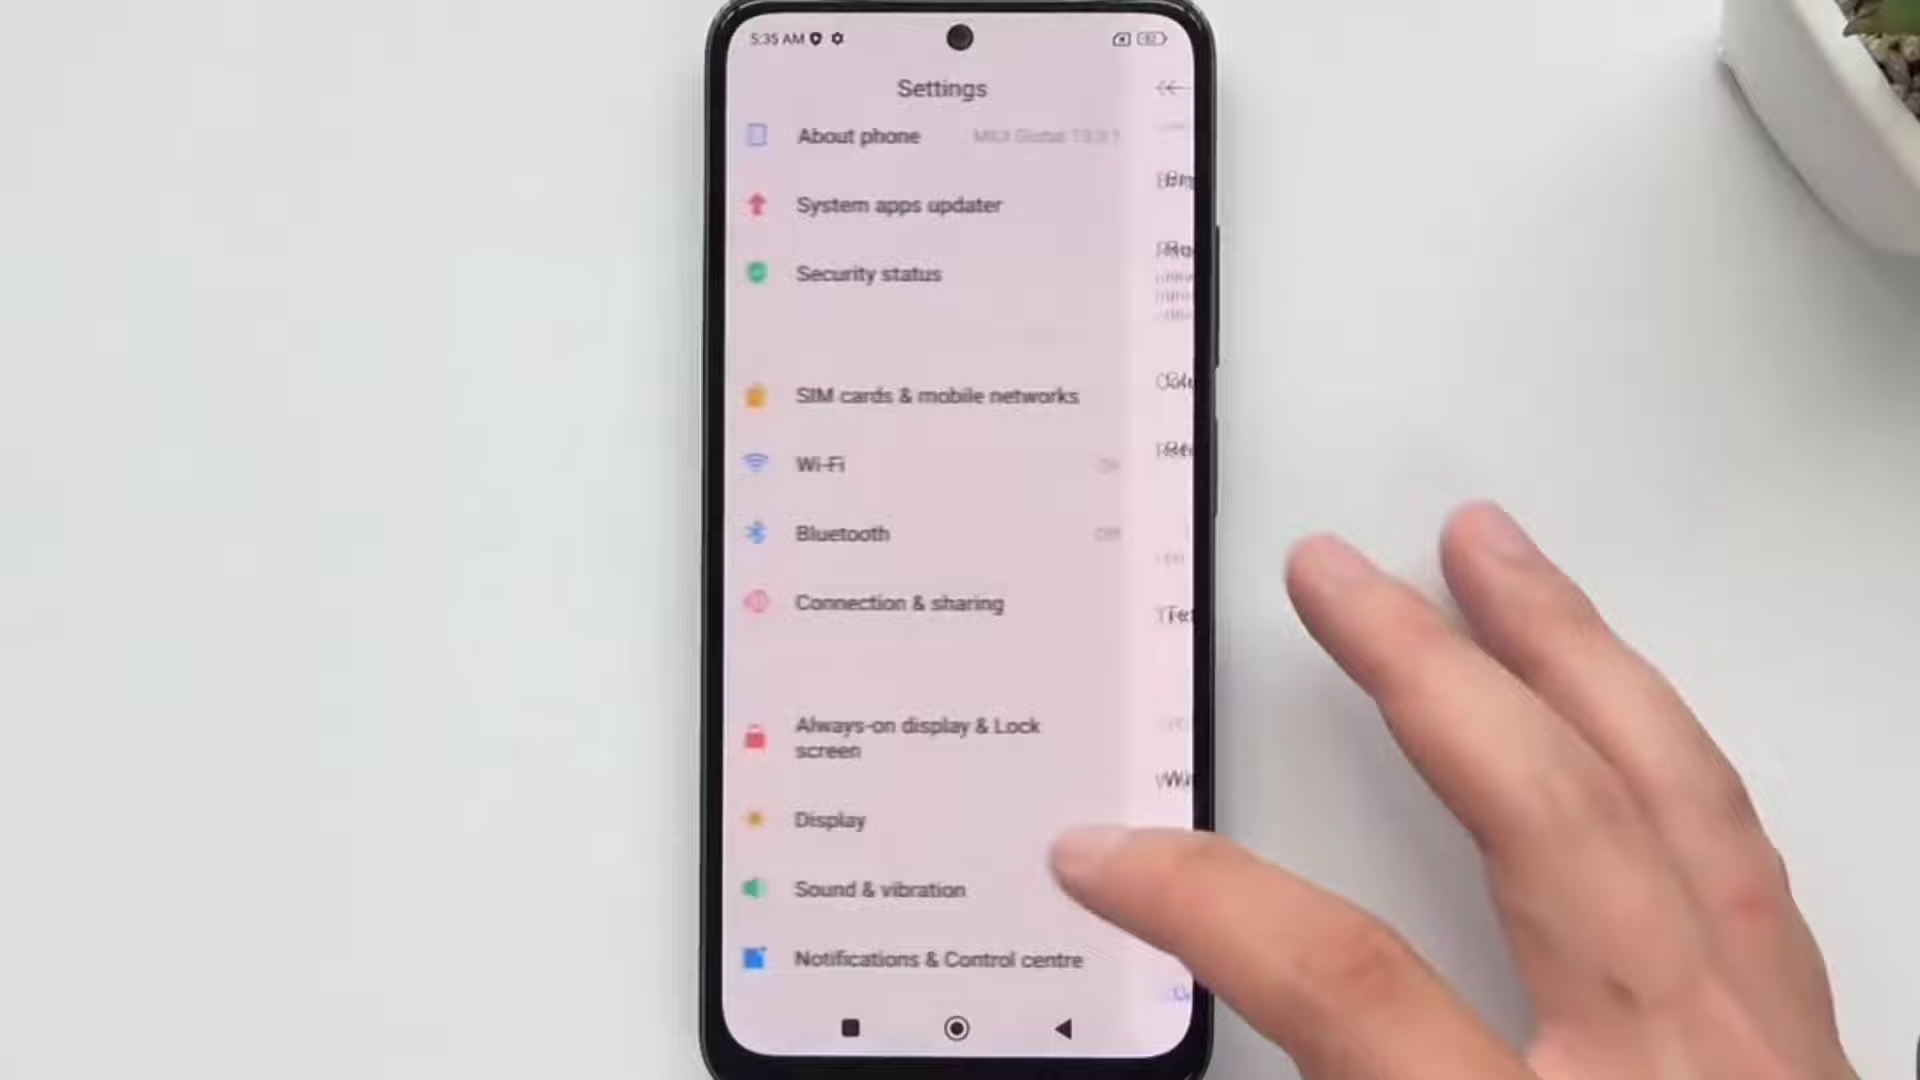 5:35 AM
Settings
About phone
System apps updater
Security status
SIM cards & mobile networks
Wi-Fi
Bluetooth
Off
Connection & sharing
Always-on display & Lock
screen
Display
Sound & vibration
Notifications & Control centre